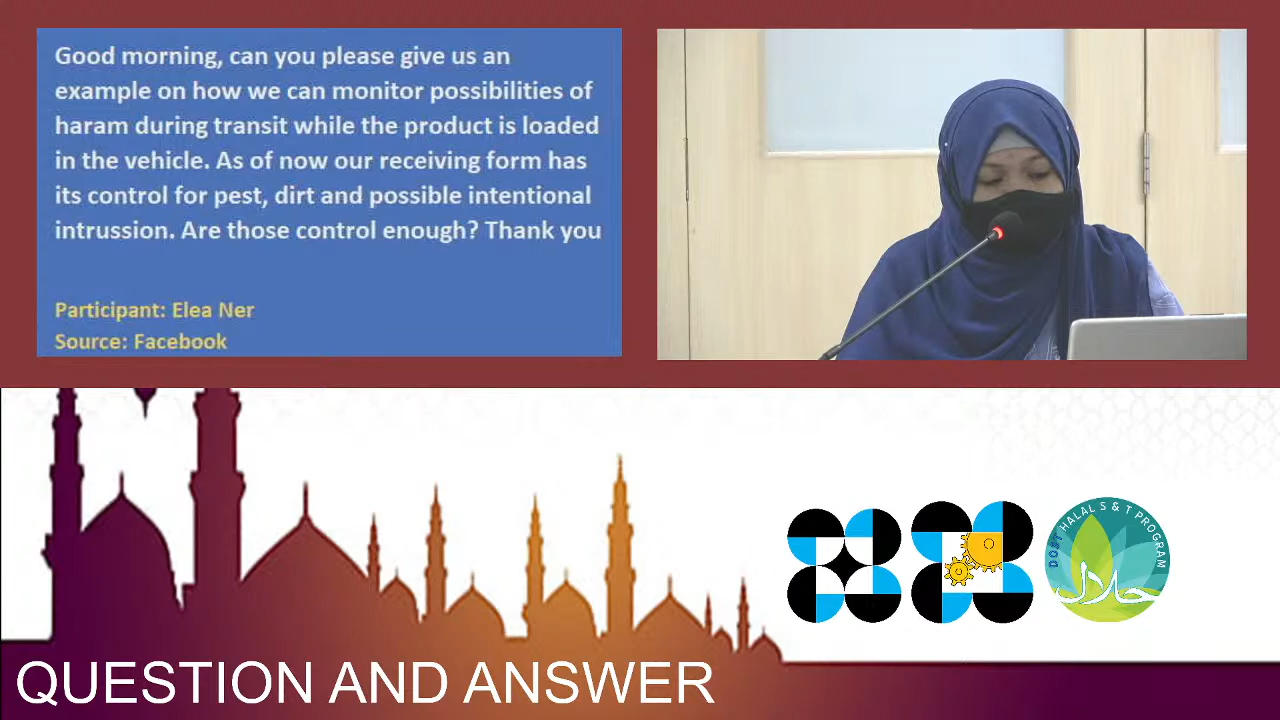 Good morning, can you please give us an
example on how we can monitor possibilities of
haram during transit while the product is loaded
in the vehicle. As of now our receiving form has
its control for pest, dirt and possible intentional
intrussion. Are those control enough? Thank you
Participant: Elea Ner
Source: Facebook
DOST HALAL S & T PROGRAM
حلال
QUESTION AND ANSWER